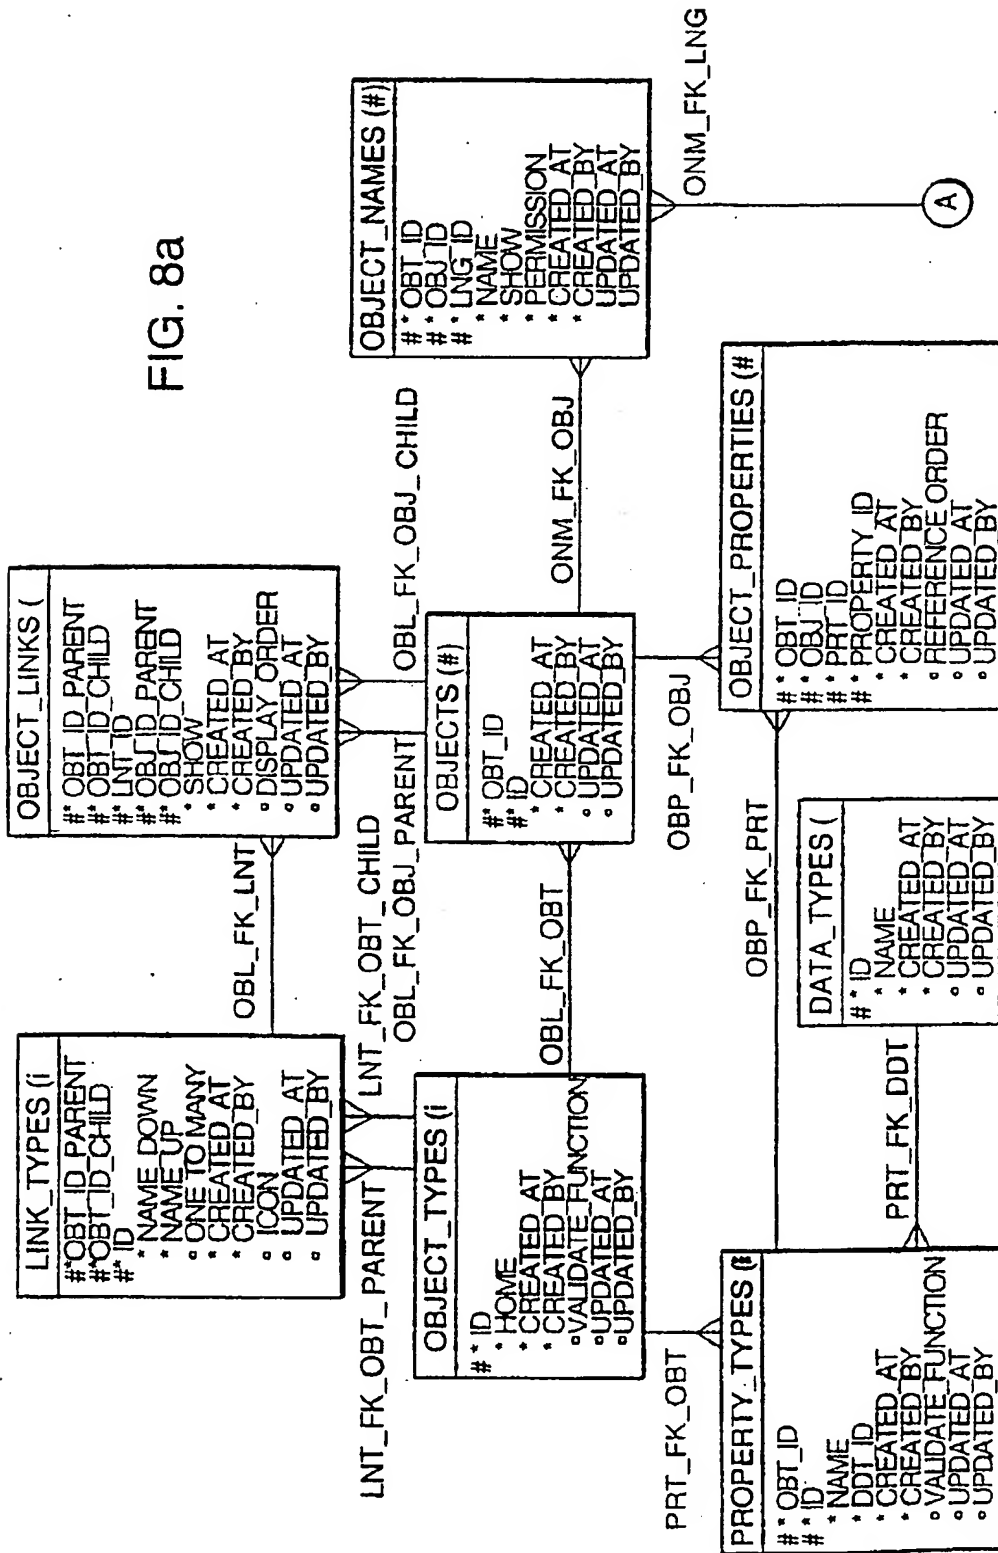 FIG. 8a
LINK_TYPES (i
#*OBT_ID_PARENT
#*OBT_ID_CHILD
#*ID
* NAME_DOWN
* NAME_UP
o ONE TO MANY
* CREATED_AT
* CREATED_BY
o ICON
o UPDATED_AT
o UPDATED_BY
OBL_FK_LNT
OBJECT_LINKS (
#* OBT_ID_PARENT
#* OBT_ID_CHILD
#* LNT_ID
#* OBJ_ID_PARENT
#* OBJ_ID_CHILD
* SHOW
* CREATED_AT
* CREATED_BY
o DISPLAY_ORDER
o UPDATED_AT
o UPDATED_BY
LNT_FK_OBT_PARENT
LNT_FK_OBT_CHILD
OBL_FK_OBJ_PARENT
OBL_FK_OBJ_CHILD
OBJECT_TYPES (i
#* ID
* HOME
* CREATED_AT
* CREATED_BY
o VALIDATE_FUNCTION
o UPDATED_AT
o UPDATED_BY
OBL_FK_OBT
OBJECTS (#)
#* OBT_ID
#* ID
* CREATED_AT
* CREATED_BY
o UPDATED_AT
o UPDATED_BY
ONM_FK_OBJ
OBJECT_NAMES (#)
#* OBT_ID
#* OBJ_ID
#* LNG_ID
* NAME
* SHOW
* PERMISSION
* CREATED_AT
* CREATED_BY
UPDATED_AT
UPDATED_BY
ONM_FK_LNG
A
PRT_FK_OBT
OBP_FK_OBJ
OBP_FK_PRT
PROPERTY_TYPES (
#* OBT_ID
#* ID
* NAME
* DDT_ID
* CREATED_AT
* CREATED_BY
o VALIDATE_FUNCTION
o UPDATED_AT
o UPDATED_BY
PRT_FK_DDT
DATA_TYPES (
#* ID
* NAME
* CREATED_AT
* CREATED_BY
o UPDATED_AT
o UPDATED_BY
OBJECT_PROPERTIES (#
#* OBT_ID
#* OBJ_ID
#* PRT_ID
#* PROPERTY_ID
* CREATED_AT
* CREATED_BY
o REFERENCE_ORDER
o UPDATED_AT
o UPDATED_BY